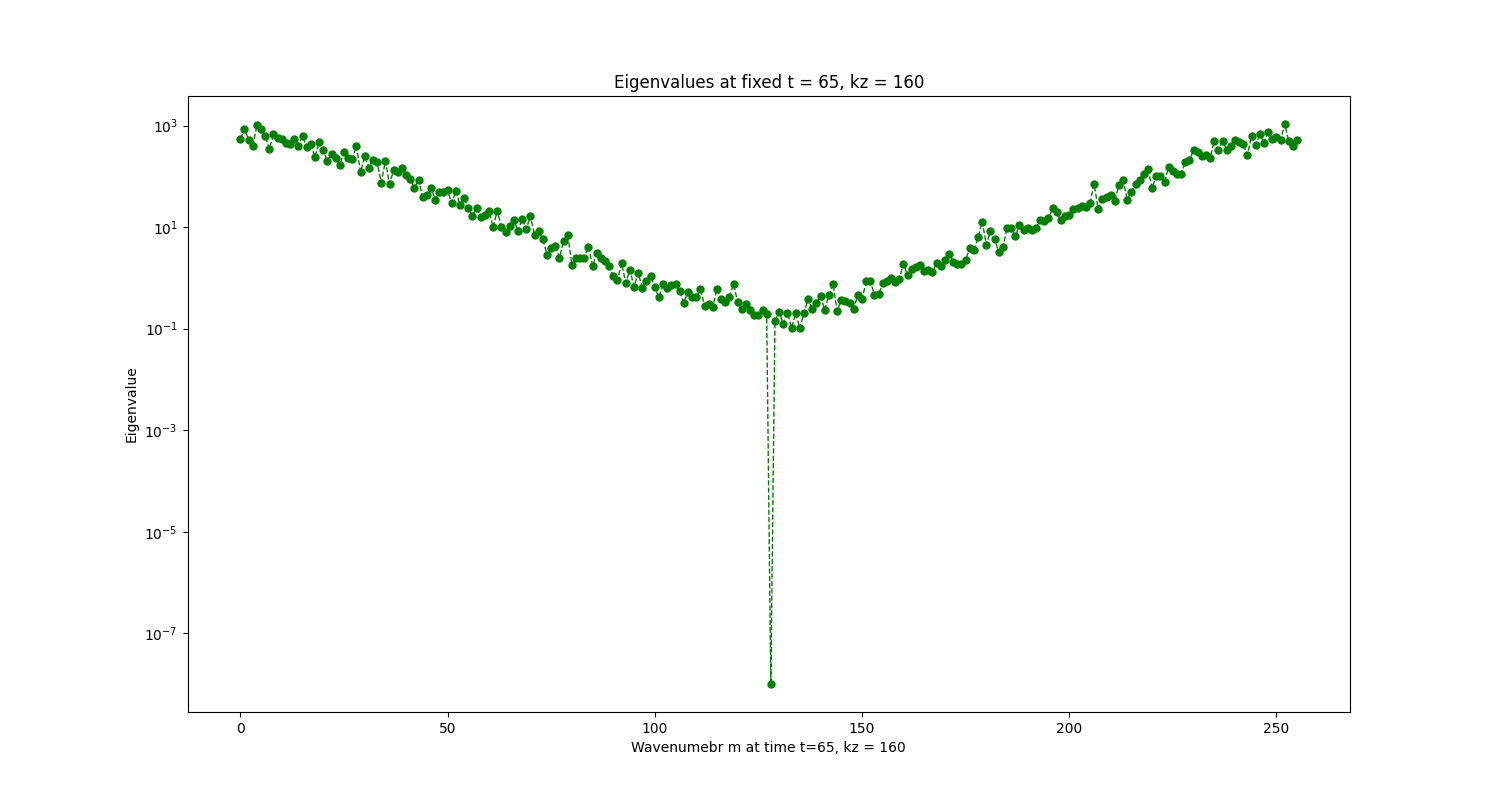 Eigenvalues at fixed t = 65, kz = 160
10³
10¹
10⁻¹
10⁻³
10⁻⁵
10⁻⁷
Eigenvalue
0 50 100 150 200 250
Wavenumebr m at time t=65, kz = 160